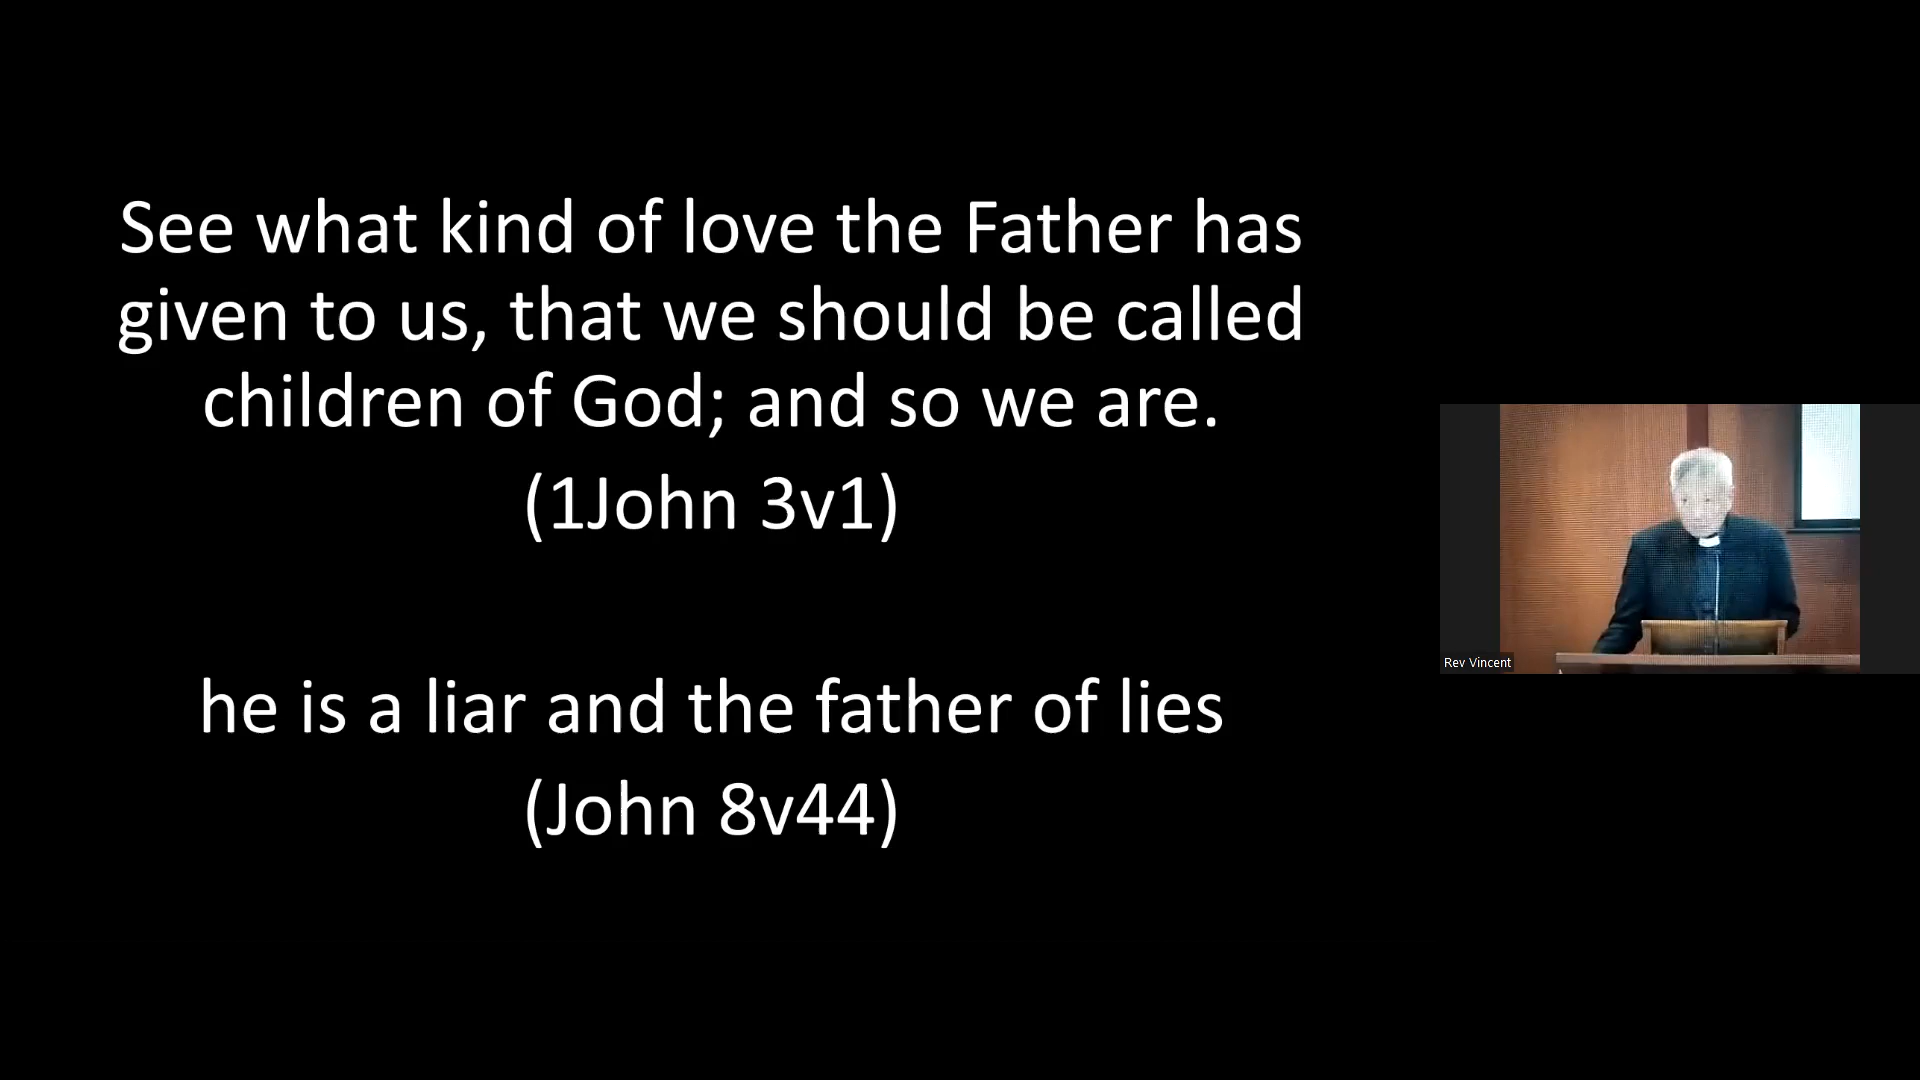 See what kind of love the Father has
given to us, that we should be called
children of God; and so we are.
(1John 3v1)
he is a liar and the father of lies
(John 8v44)
Rev Vincent